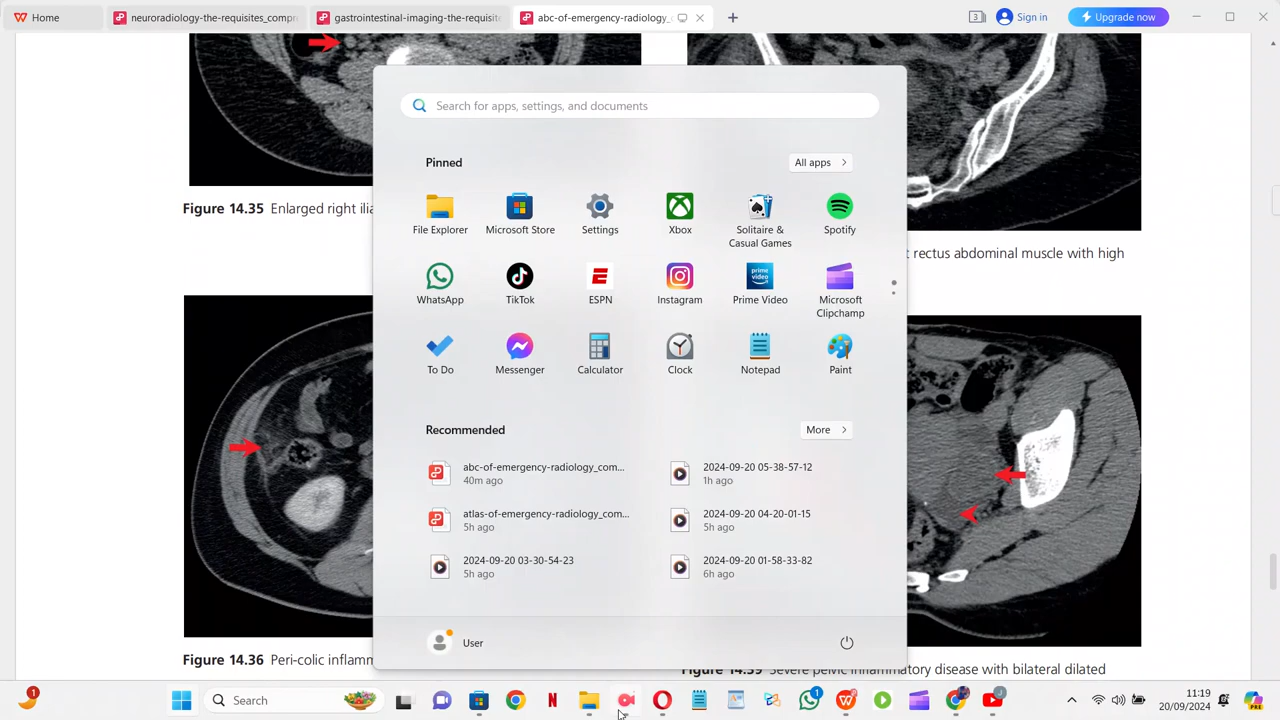 Home
neuroradiology-the-requisites_compre
gastrointestinal-imaging-the-requisite
abc-of-emergency-radiology_
3
Sign in
Upgrade now
Search for apps, settings, and documents
Pinned
All apps
File Explorer
Microsoft Store
Settings
Xbox
Solitaire &
Casual Games
Spotify
WhatsApp
TikTok
ESPN
Instagram
Prime Video
Microsoft
Clipchamp
To Do
Messenger
Calculator
Clock
Notepad
Paint
Recommended
More
abc-of-emergency-radiology_com...
40m ago
2024-09-20 05-38-57-12
1h ago
atlas-of-emergency-radiology_com...
5h ago
2024-09-20 04-20-01-15
5h ago
2024-09-20 03-30-54-23
5h ago
2024-09-20 01-58-33-82
6h ago
User
Figure 14.35 Enlarged right ilia
t rectus abdominal muscle with high
Figure 14.36 Peri-colic inflamm
Severe pelvic inflammatory disease with bilateral dilated
1
Search
1
11:19
20/09/2024